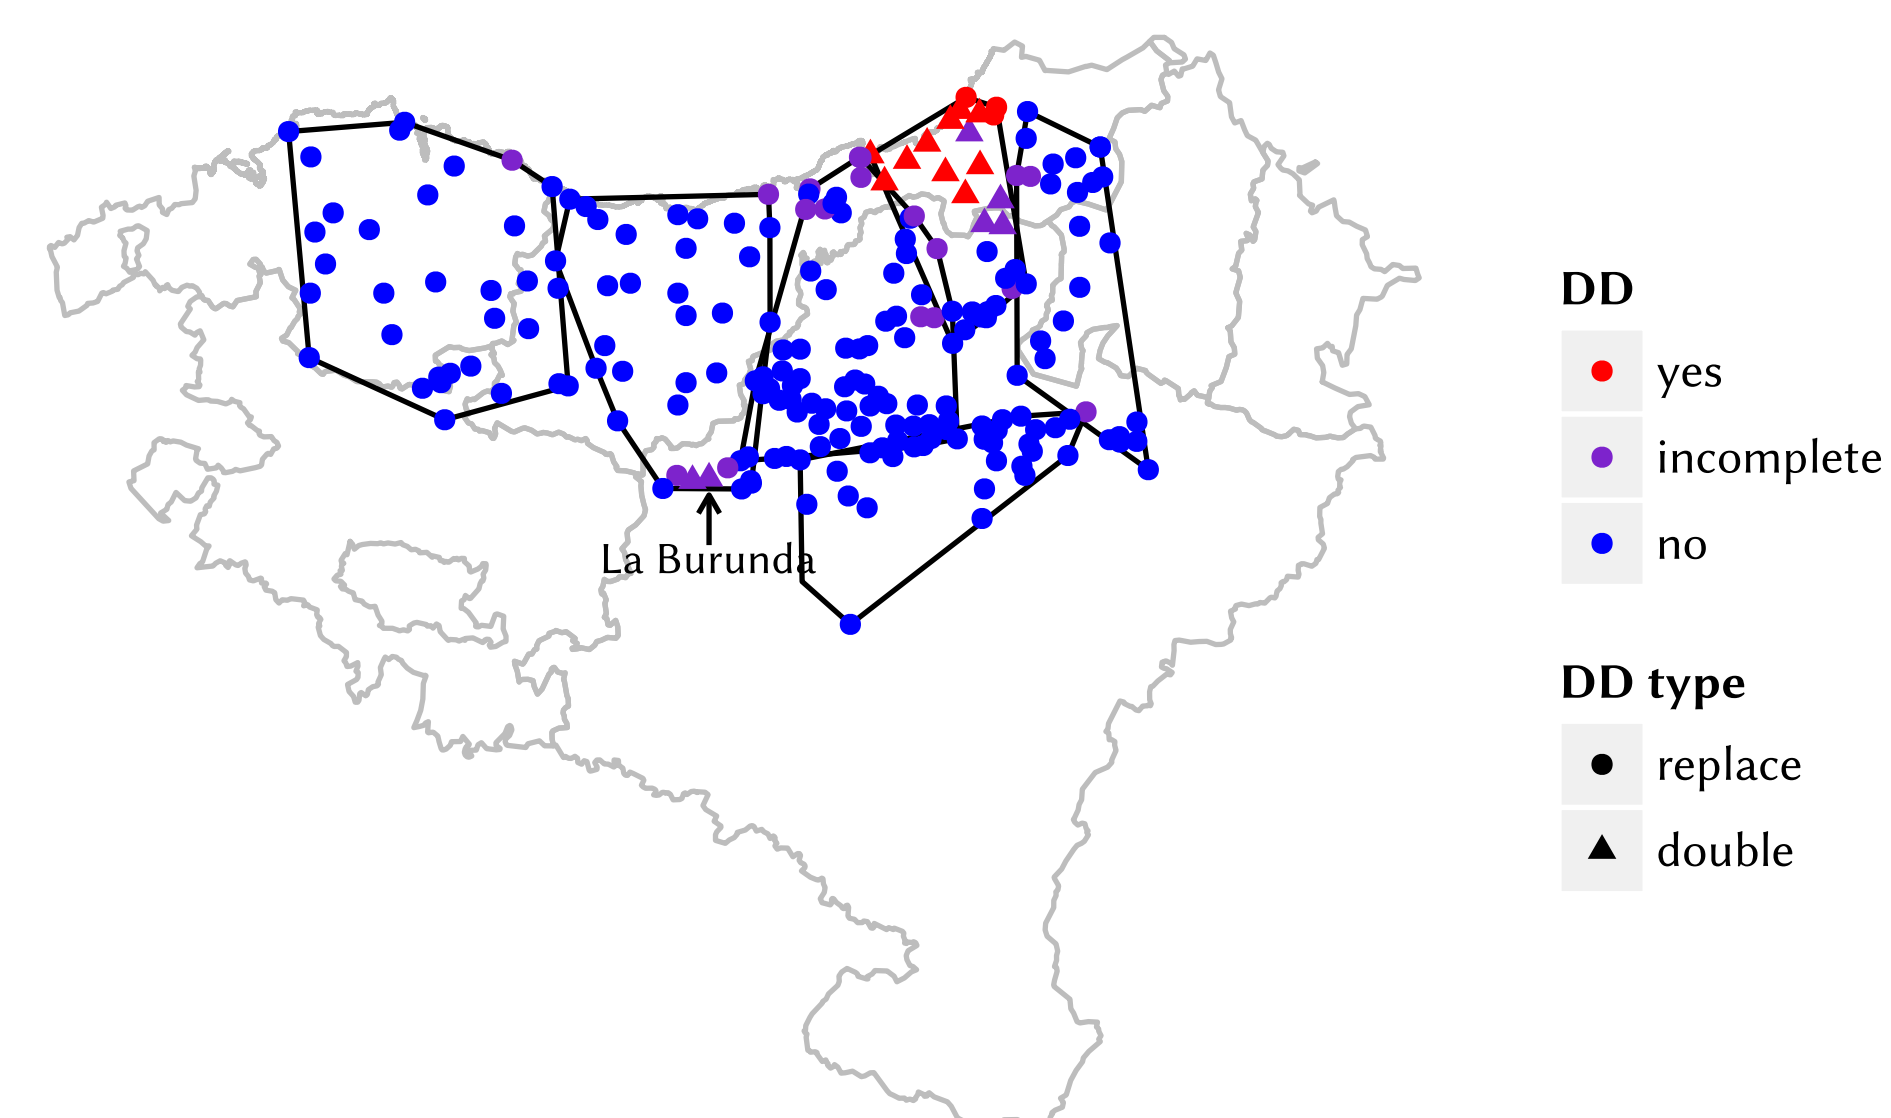 DD
yes
incomplete
no
La Burunda
DD type
replace
double